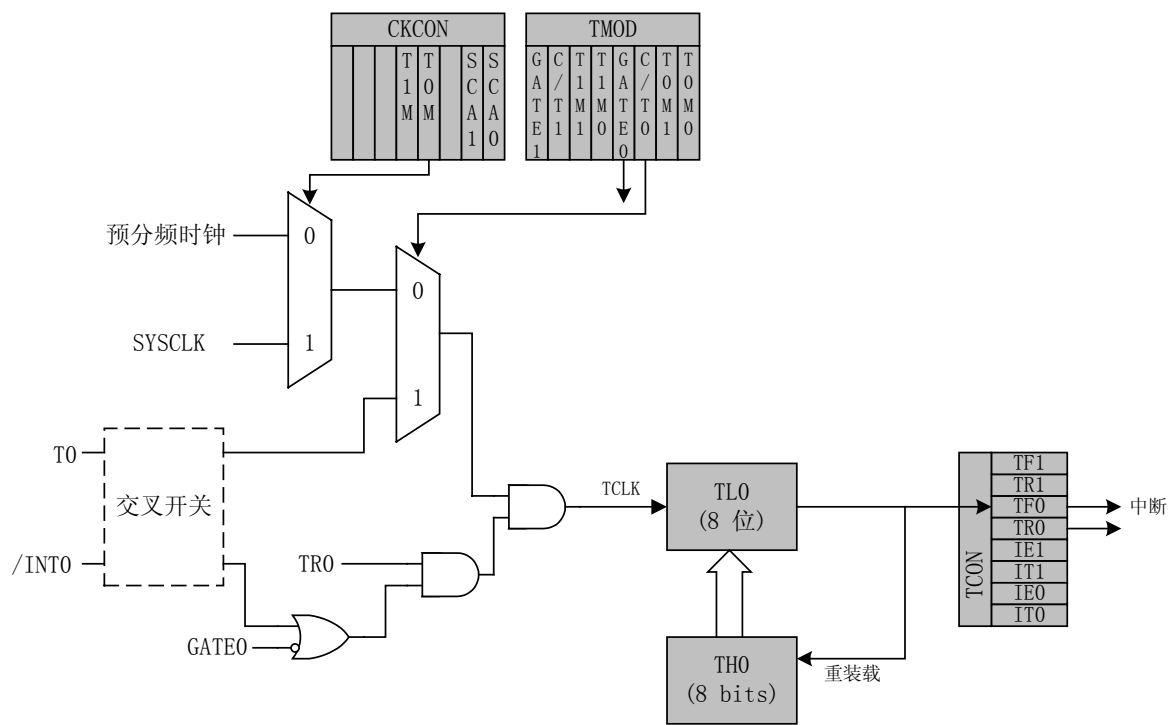 CKCON
TMOD
T1M
T0M
SCA1
SCA0
GATE1
C/T1
T1M1
T1M0
GATE0
C/T0
T0M1
T0M0
预分频时钟
0
SYSCLK
1
0
1
T0
交叉开关
/INT0
TR0
GATE0
TCLK
TL0
(8 位)
TH0
(8 bits)
重装载
TCON
TF1
TR1
TF0
TR0
IE1
IT1
IE0
IT0
中断